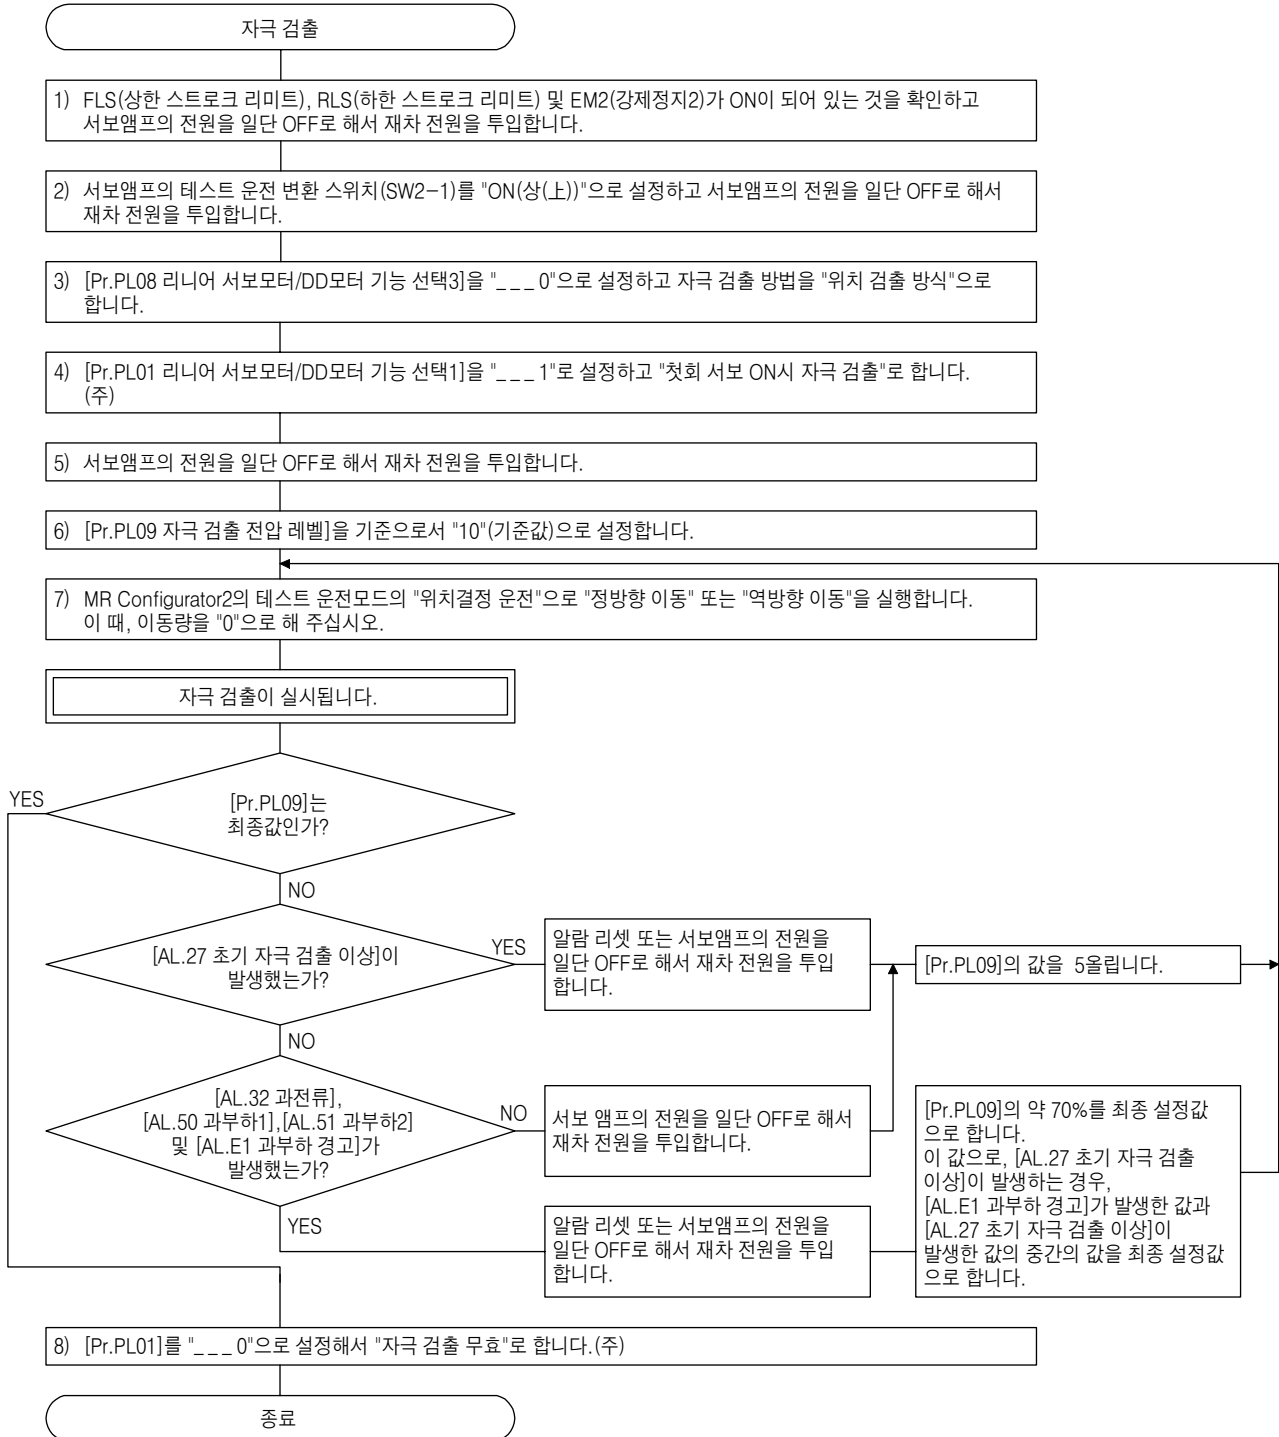 자극 검출
1) FLS(상한 스트로크 리미트), RLS(하한 스트로크 리미트) 및 EM2(강제정지2)가 ON이 되어 있는 것을 확인하고
서보앰프의 전원을 일단 OFF로 해서 재차 전원을 투입합니다.
2) 서보앰프의 테스트 운전 변환 스위치(SW2-1)를 "ON(상(上))"으로 설정하고 서보앰프의 전원을 일단 OFF로 해서
재차 전원을 투입합니다.
3) [Pr.PL08 리니어 서보모터/DD모터 기능 선택3]을 "_ _ _ 0"으로 설정하고 자극 검출 방법을 "위치 검출 방식"으로
합니다.
4) [Pr.PL01 리니어 서보모터/DD모터 기능 선택1]을 "_ _ _ 1"로 설정하고 "첫회 서보 ON시 자극 검출"로 합니다.
(주)
5) 서보앰프의 전원을 일단 OFF로 해서 재차 전원을 투입합니다.
6) [Pr.PL09 자극 검출 전압 레벨]을 기준으로서 "10"(기준값)으로 설정합니다.
7) MR Configurator2의 테스트 운전모드의 "위치결정 운전"으로 "정방향 이동" 또는 "역방향 이동"을 실행합니다.
이 때, 이동량을 "0"으로 해 주십시오.
자극 검출이 실시됩니다.
YES
[Pr.PL09]는
최종값인가?
NO
[AL.27 초기 자극 검출 이상]이
발생했는가?
YES
알람 리셋 또는 서보앰프의 전원을
일단 OFF로 해서 재차 전원을 투입
합니다.
[Pr.PL09]의 값을 5올립니다.
NO
[AL.32 과전류],
[AL.50 과부하1],[AL.51 과부하2]
및 [AL.E1 과부하 경고]가
발생했는가?
NO
서보 앰프의 전원을 일단 OFF로 해서
재차 전원을 투입합니다.
[Pr.PL09]의 약 70%를 최종 설정값
으로 합니다.
이 값으로, [AL.27 초기 자극 검출
이상]이 발생하는 경우,
[AL.E1 과부하 경고]가 발생한 값과
[AL.27 초기 자극 검출 이상]이
발생한 값의 중간의 값을 최종 설정값
으로 합니다.
YES
알람 리셋 또는 서보앰프의 전원을
일단 OFF로 해서 재차 전원을 투입
합니다.
8) [Pr.PL01]를 "_ _ _ 0"으로 설정해서 "자극 검출 무효"로 합니다.(주)
종료